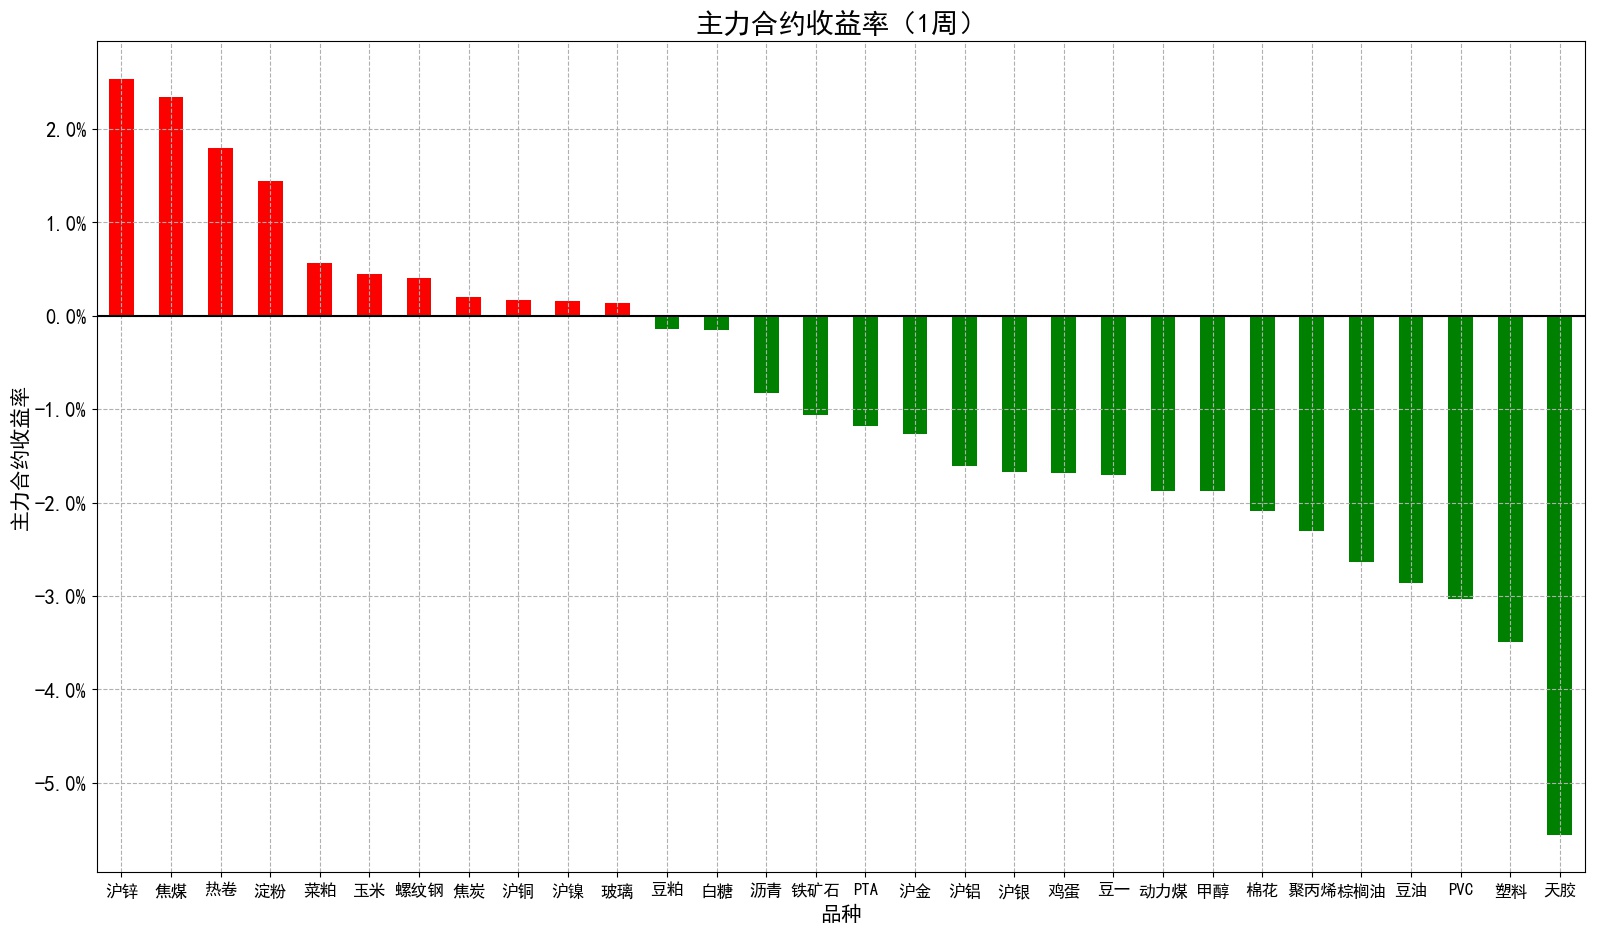 主力合约收益率（1周）
2.0%
1.0%
0.0%
-1.0%
-2.0%
-3.0%
-4.0%
-5.0%
主力合约收益率
沪锌 焦煤 热卷 淀粉 菜粕 玉米 螺纹钢 焦炭 沪铜 沪镍 玻璃 豆粕 白糖 沥青 铁矿石 PTA 沪金 沪铝 沪银 鸡蛋 豆一 动力煤 甲醇 棉花 聚丙烯 棕榈油 豆油 PVC 塑料 天胶
品种